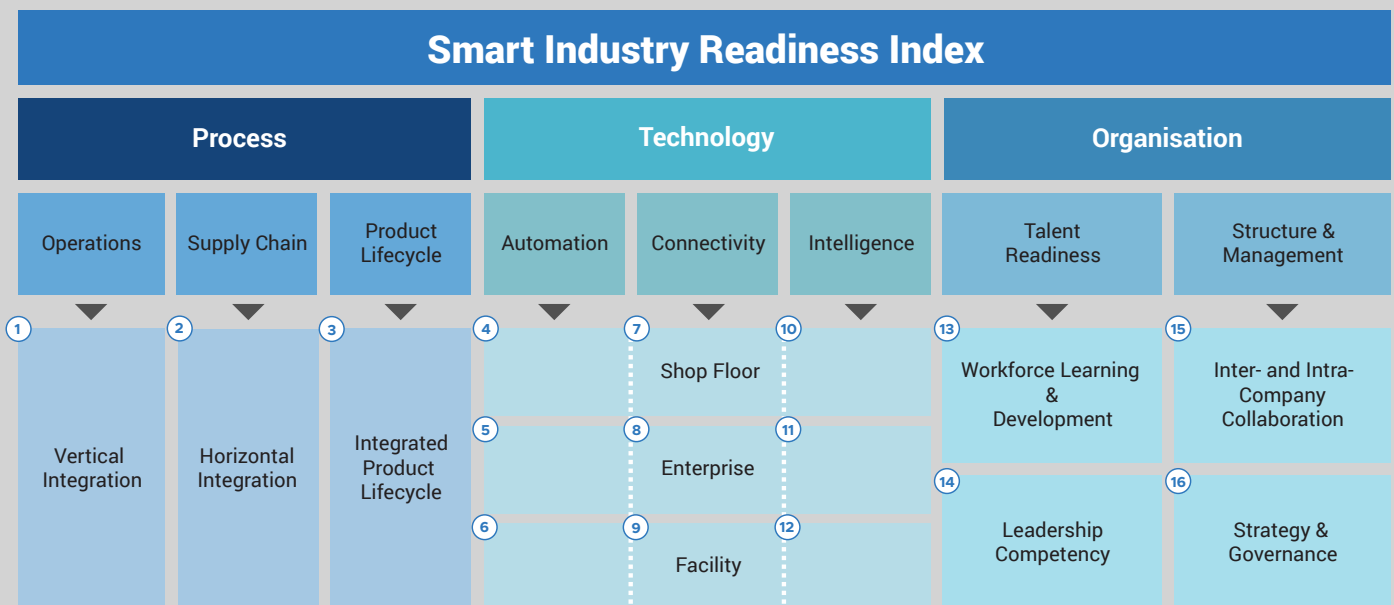 Smart Industry Readiness Index
Process
Technology
Organisation
Operations
Supply Chain
Product
Lifecycle
Automation
Connectivity
Intelligence
Talent
Readiness
Structure &
Management
1
2
3
4
7
10
13
15
Vertical
Integration
Horizontal
Integration
Integrated
Product
Lifecycle
Shop Floor
5
8
11
Enterprise
6
9
12
Facility
Workforce Learning
&
Development
Inter- and Intra-
Company
Collaboration
14
16
Leadership
Competency
Strategy &
Governance